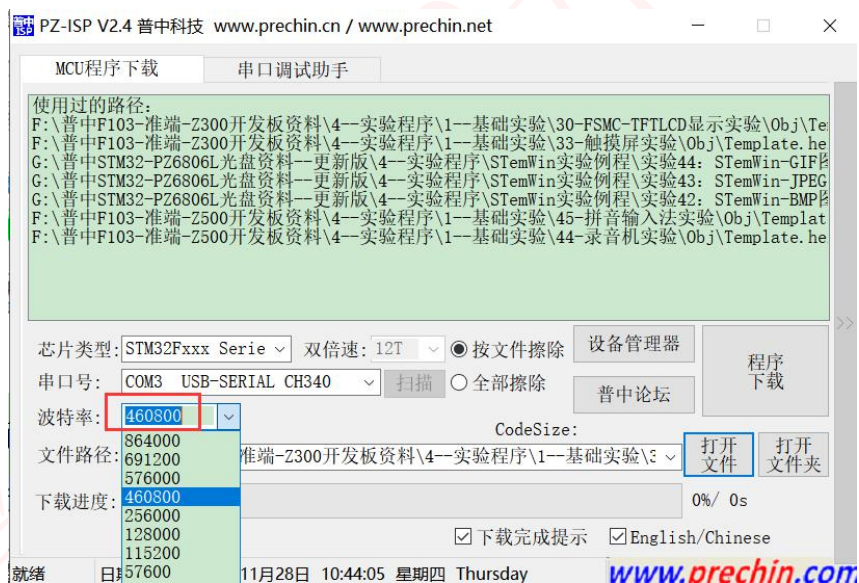 普中 ISP PZ-ISP V2.4 普中科技 www.prechin.cn / www.prechin.net
MCU程序下载 串口调试助手
使用过的路径:
F:\普中F103-准端-Z300开发板资料\4--实验程序\1--基础实验\30-FSMC-TFTLCD显示实验\Obj\Te
F:\普中F103-准端-Z300开发板资料\4--实验程序\1--基础实验\33-触摸屏实验\Obj\Template.he
G:\普中STM32-PZ6806L光盘资料--更新版\4--实验程序\STemWin实验例程\实验44: STemWin-GIF
G:\普中STM32-PZ6806L光盘资料--更新版\4--实验程序\STemWin实验例程\实验43: STemWin-JPEG
G:\普中STM32-PZ6806L光盘资料--更新版\4--实验程序\STemWin实验例程\实验42: STemWin-BMP
F:\普中F103-准端-Z500开发板资料\4--实验程序\1--基础实验\45-拼音输入法实验\Obj\Templat
F:\普中F103-准端-Z500开发板资料\4--实验程序\1--基础实验\44-录音机实验\Obj\Template.he
芯片类型: STM32Fxxx Serie 双倍速: 12T 按文件擦除 设备管理器
程序下载
串口号: COM3 USB-SERIAL CH340 扫描 全部擦除 普中论坛
波特率: 460800
CodeSize:
864000
文件路径: 准端-Z300开发板资料\4--实验程序\1--基础实验\3 打开文件 打开文件夹
691200
576000
460800
下载进度: 0%/ 0s
256000
128000
下载完成提示 English/Chinese
115200
57600
就绪 日 11月28日 10:44:05 星期四 Thursday www.prechin.com